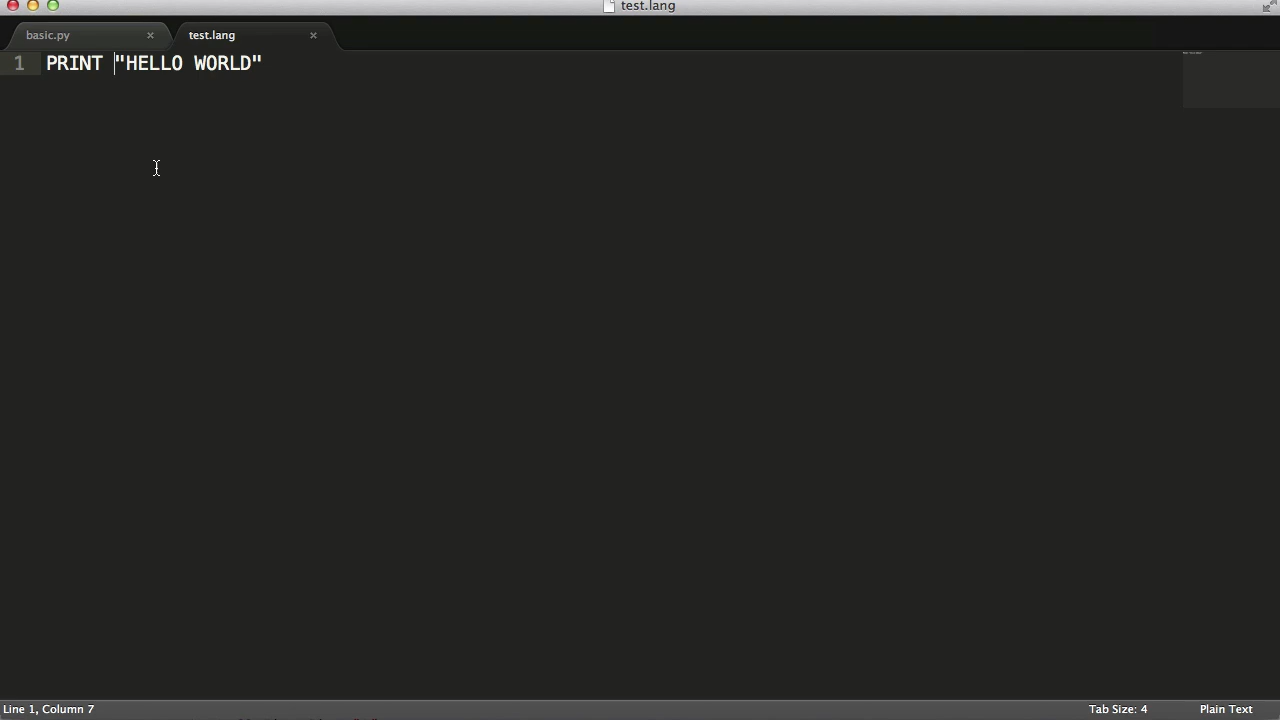 test.lang
basic.py × test.lang ×
1 PRINT "HELLO WORLD"
Line 1, Column 7 Tab Size: 4 Plain Text